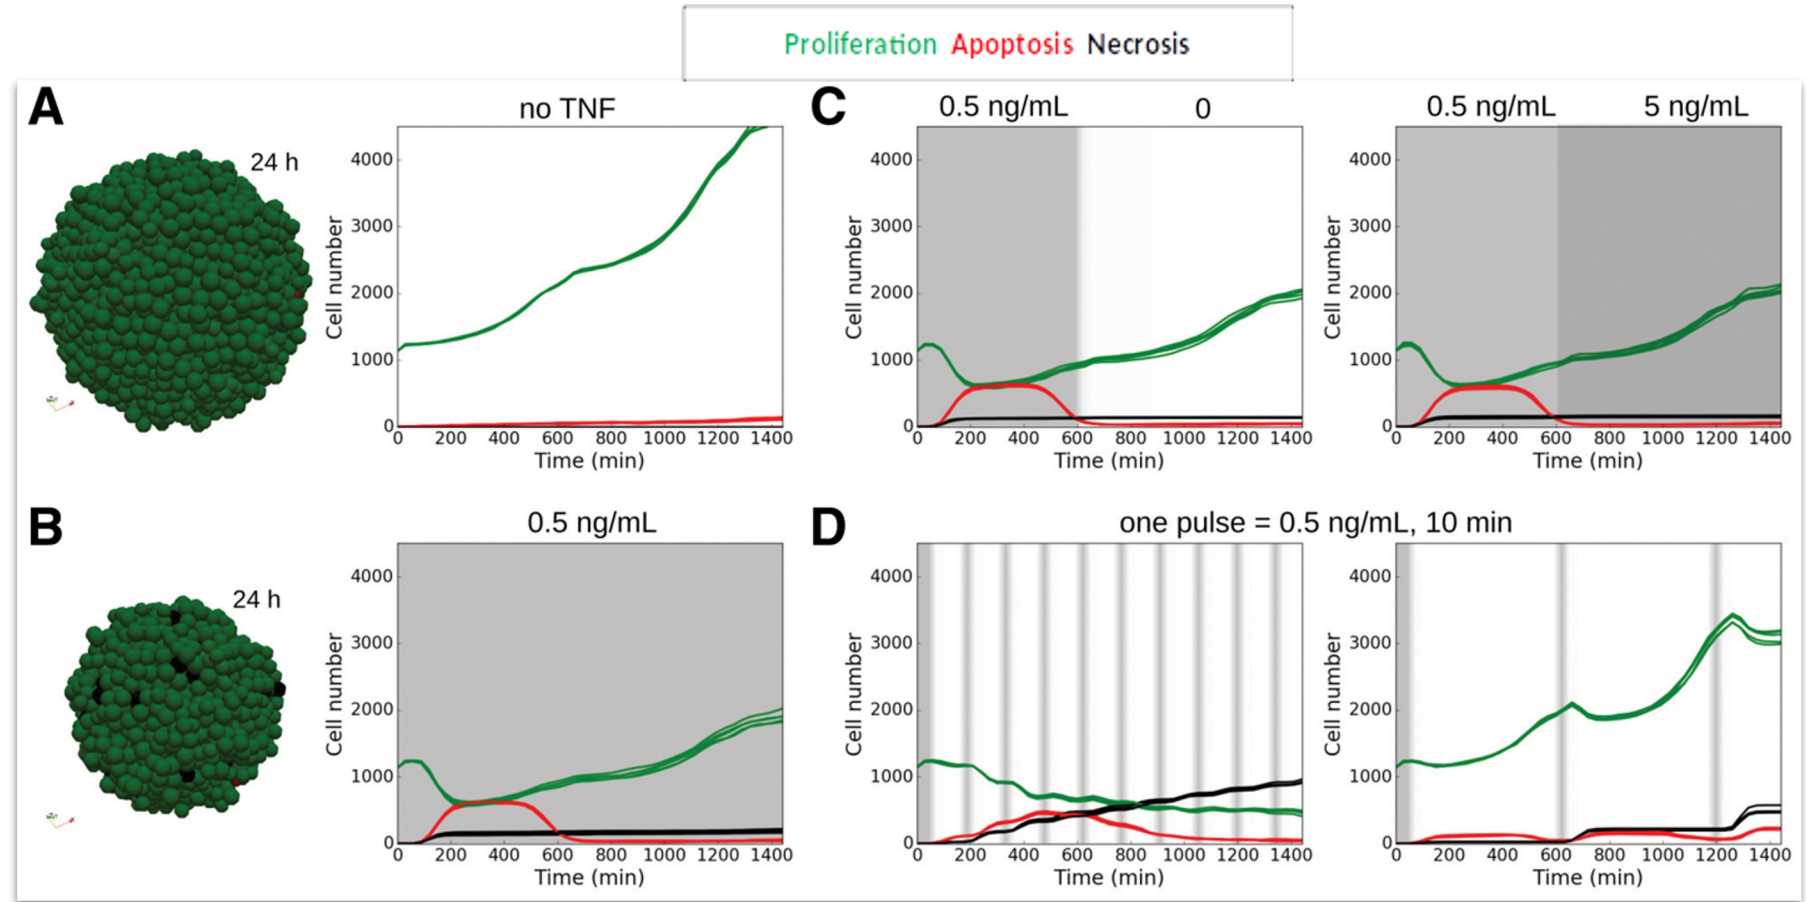 Proliferation Apoptosis Necrosis
A
24 h
no TNF
Cell number
4000
3000
2000
1000
0
0 200 400 600 800 1000 1200 1400
Time (min)
C
0.5 ng/mL 0
Cell number
4000
3000
2000
1000
0
0 200 400 600 800 1000 1200 1400
Time (min)
0.5 ng/mL 5 ng/mL
Cell number
4000
3000
2000
1000
0
0 200 400 600 800 1000 1200 1400
Time (min)
B
24 h
0.5 ng/mL
Cell number
4000
3000
2000
1000
0
0 200 400 600 800 1000 1200 1400
Time (min)
D
one pulse = 0.5 ng/mL, 10 min
Cell number
4000
3000
2000
1000
0
0 200 400 600 800 1000 1200 1400
Time (min)
Cell number
4000
3000
2000
1000
0
0 200 400 600 800 1000 1200 1400
Time (min)